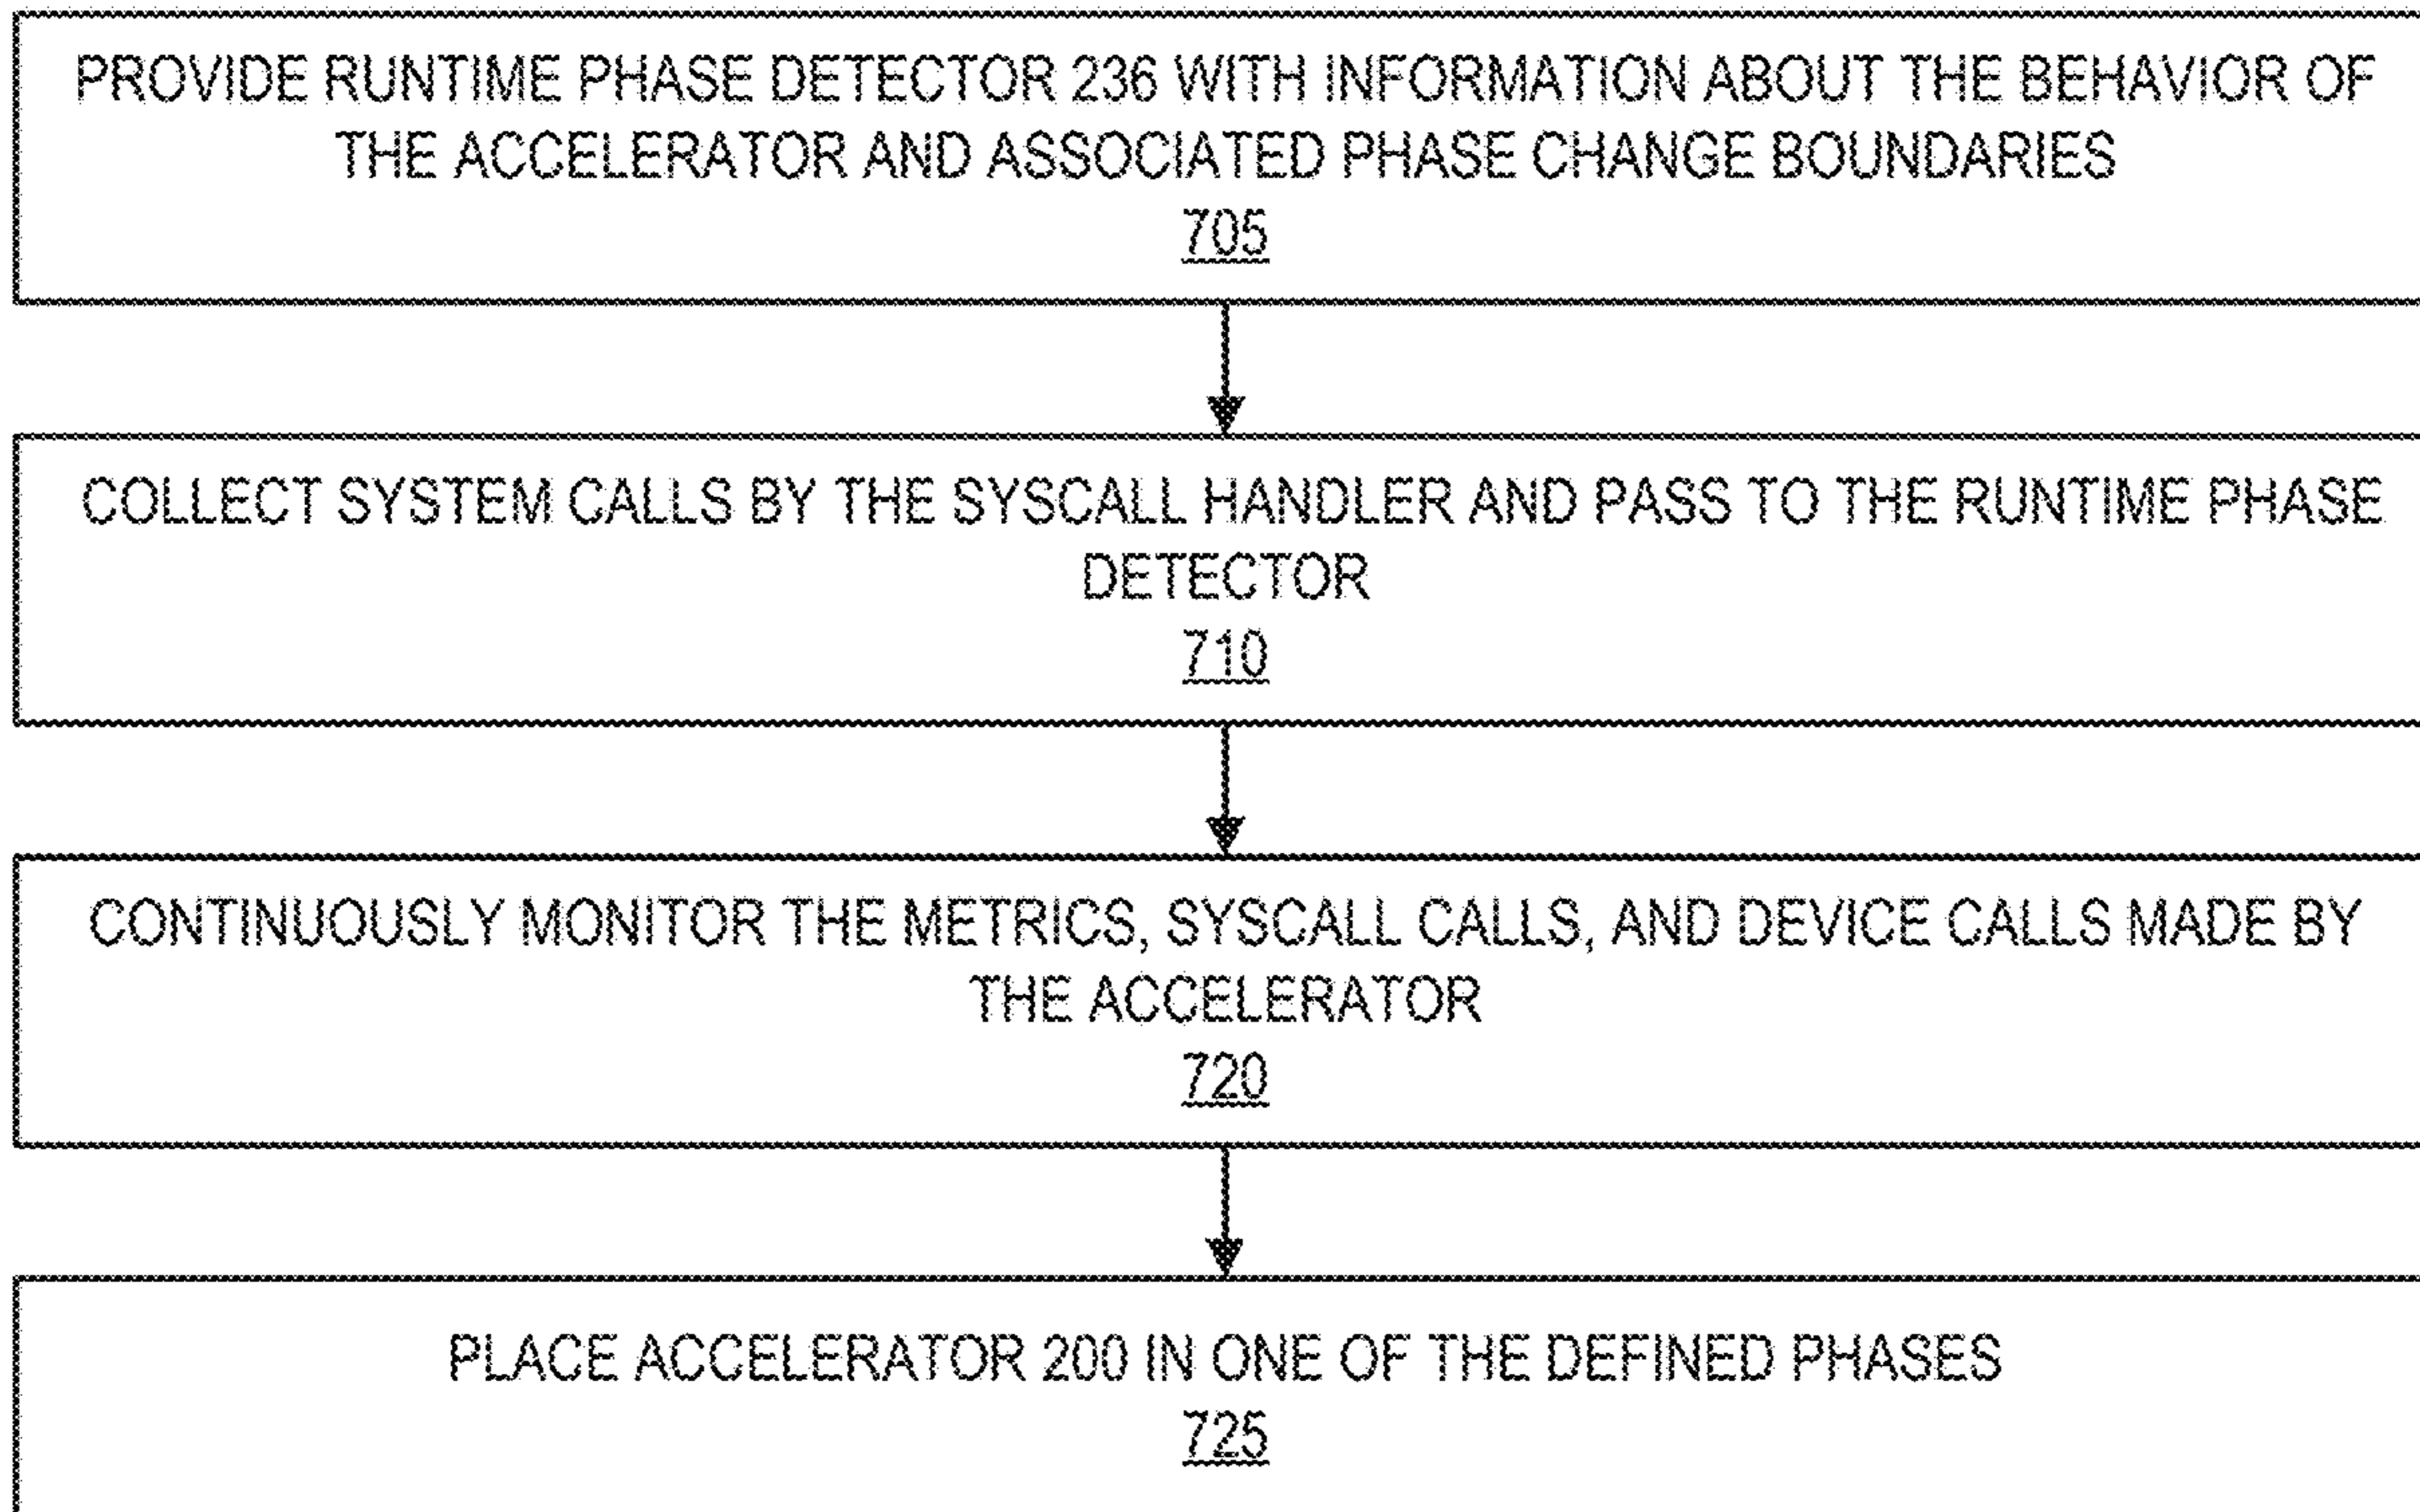 PROVIDE RUNTIME PHASE DETECTOR 236 WITH INFORMATION ABOUT THE BEHAVIOR OF
THE ACCELERATOR AND ASSOCIATED PHASE CHANGE BOUNDARIES
705
COLLECT SYSTEM CALLS BY THE SYSCALL HANDLER AND PASS TO THE RUNTIME PHASE
DETECTOR
710
CONTINUOUSLY MONITOR THE METRICS, SYSCALL CALLS, AND DEVICE CALLS MADE BY
THE ACCELERATOR
720
PLACE ACCELERATOR 200 IN ONE OF THE DEFINED PHASES
725